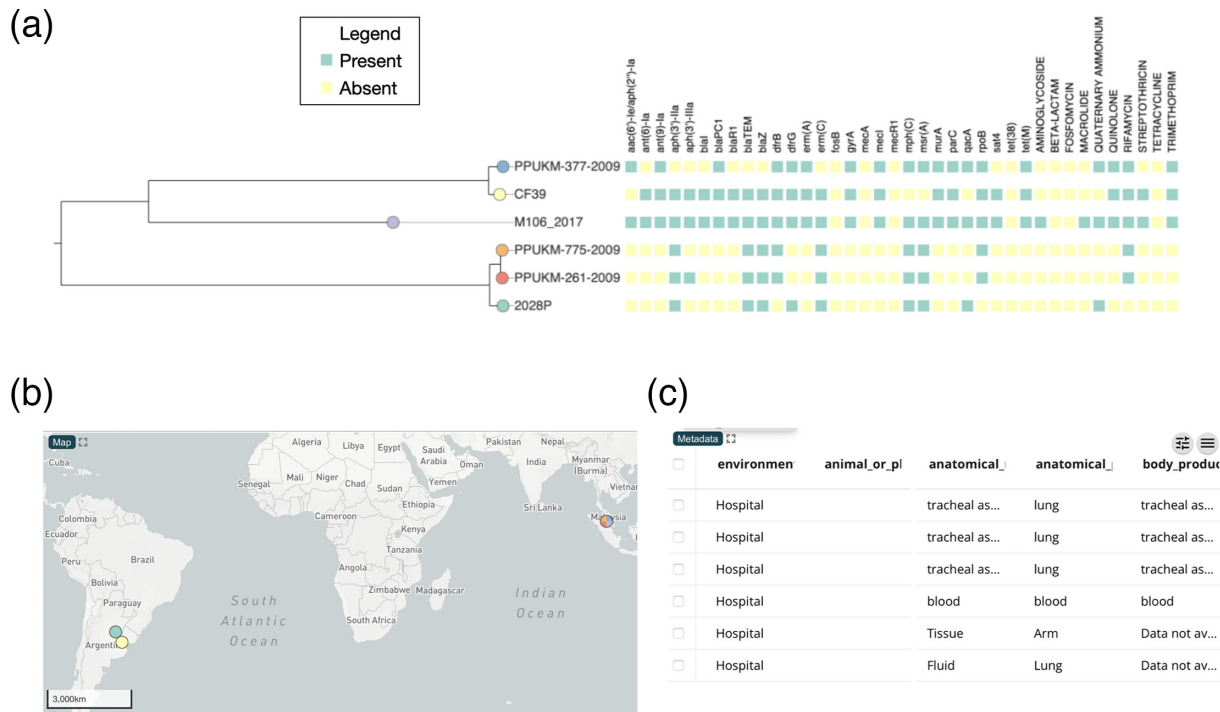 (a)
Legend
Present
Absent
aac(6')-Ie/aph(2")-Ia
ant(6)-Ia
ant(9)-Ia
aph(3')-IIa
aph(3')-IIIa
blaI
blaPC1
blaR1
blaTEM
blaZ
dfrB
dfrG
erm(A)
erm(C)
fosB
gyrA
mecA
mecI
mecR1
mph(C)
msr(A)
murA
parC
qacA
rpoB
sat4
tet(38)
tet(M)
AMINOGLYCOSIDE
BETA-LACTAM
FOSFOMYCIN
MACROLIDE
QUATERNARY AMMONIUM
QUINOLONE
RIFAMYCIN
STREPTOTHRICIN
TETRACYCLINE
TRIMETHOPRIM
PPUKM-377-2009
CF39
M106_2017
PPUKM-775-2009
PPUKM-261-2009
2028P
(b)
Map
Cuba
Algeria
Libya
Egypt
Saudi
Arabia
Oman
Pakistan
Nepal
India
Myanmar
(Burma)
Vietnam
Senegal
Mali
Niger
Chad
Sudan
Yemen
Sri Lanka
Malaysia
Colombia
Ecuador
Cameroon
Ethiopia
Kenya
Peru
Brazil
Tanzania
Bolivia
Angola
Paraguay
Zimbabwe
Madagascar
South
Atlantic
Ocean
Indian
Ocean
South Africa
Argenti
3,000km
(c)
Metadata
environmen animal_or_pl anatomical_ anatomical_ body_produc
Hospital tracheal as... lung tracheal as...
Hospital tracheal as... lung tracheal as...
Hospital tracheal as... lung tracheal as...
Hospital blood blood blood
Hospital Tissue Arm Data not av...
Hospital Fluid Lung Data not av...